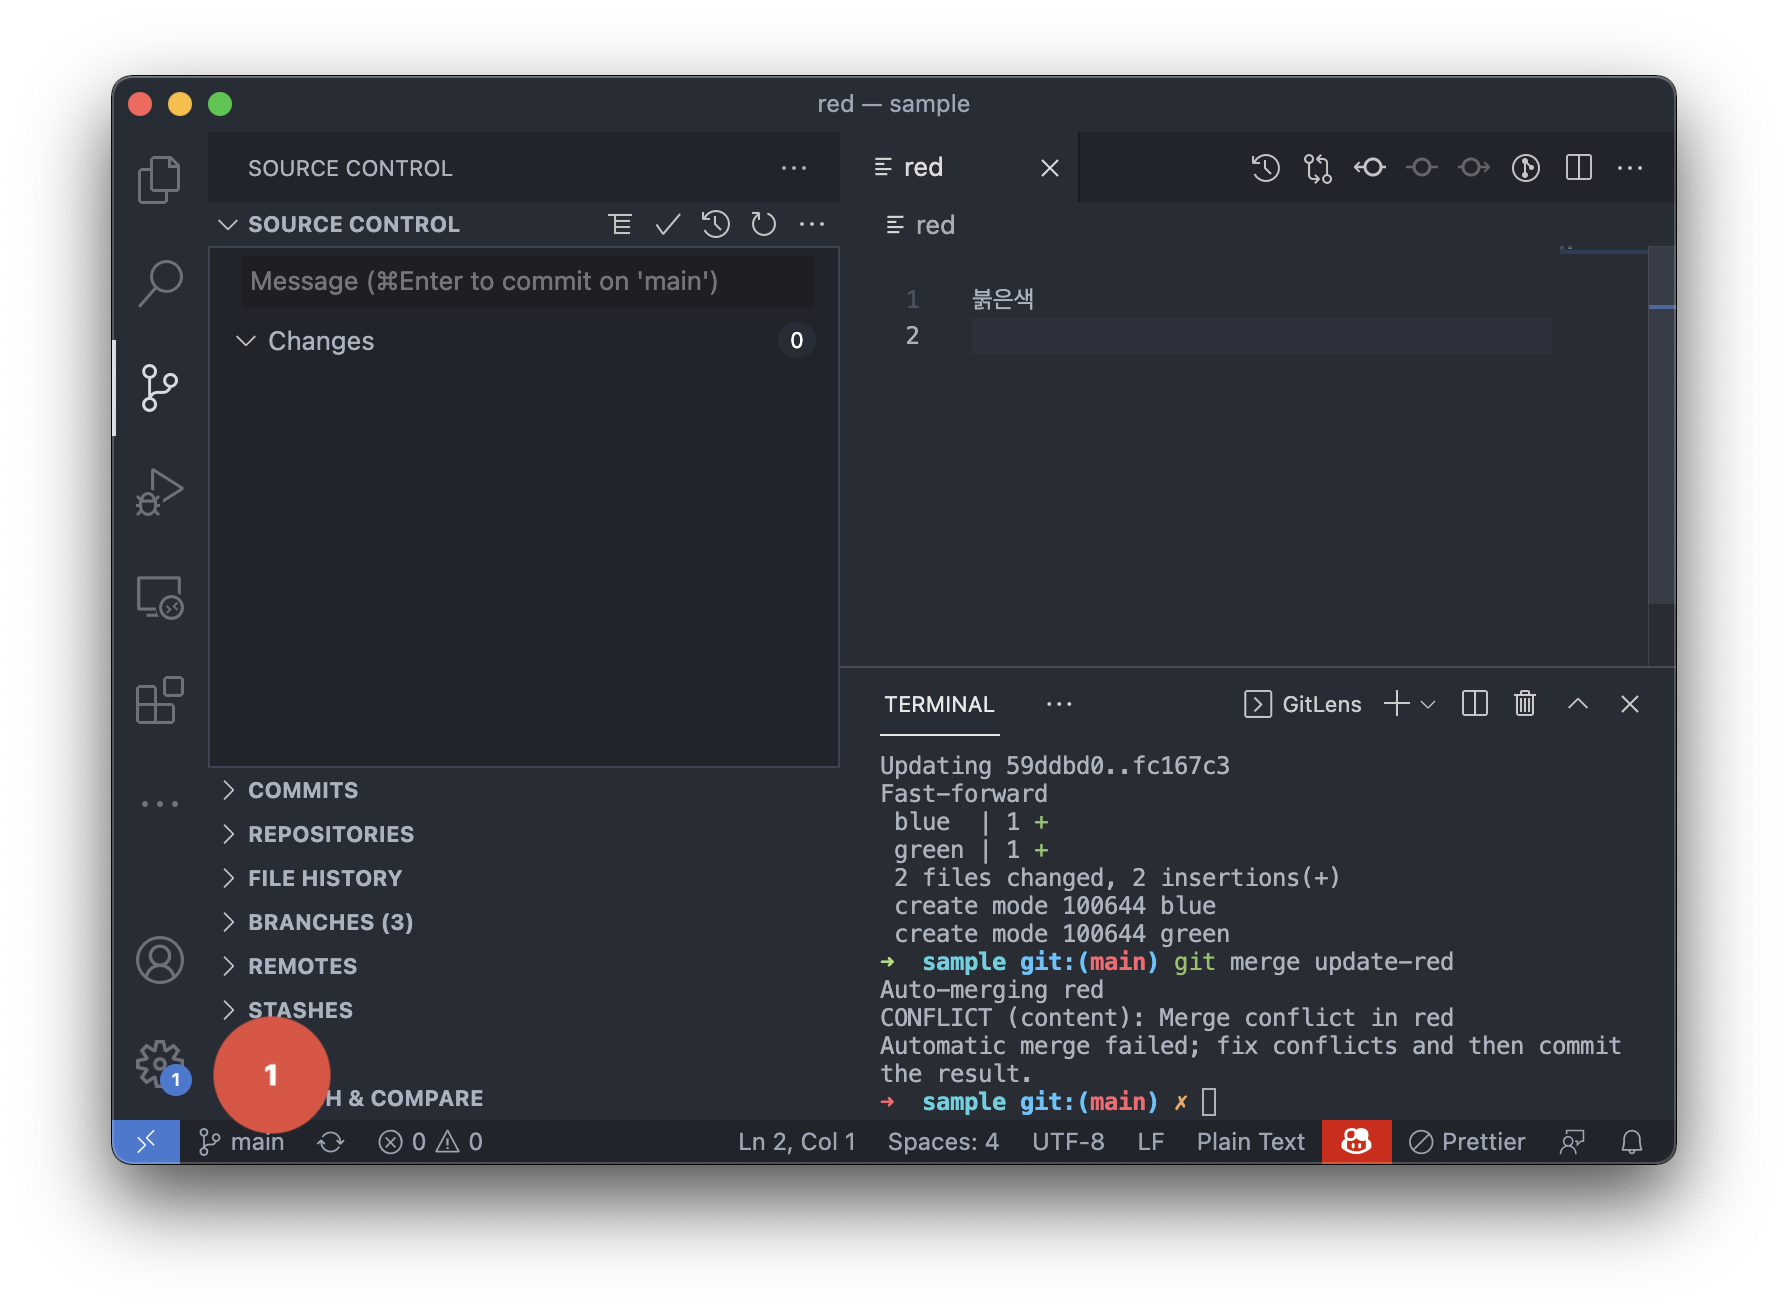 red — sample
SOURCE CONTROL
SOURCE CONTROL
Message (⌘Enter to commit on 'main')
Changes
0
COMMITS
REPOSITORIES
FILE HISTORY
BRANCHES (3)
REMOTES
STASHES
H & COMPARE
1
1
red
red
1 붉은색
2
TERMINAL
GitLens
Updating 59ddbd0..fc167c3
Fast-forward
blue | 1 +
green | 1 +
2 files changed, 2 insertions(+)
create mode 100644 blue
create mode 100644 green
➜ sample git:(main) git merge update-red
Auto-merging red
CONFLICT (content): Merge conflict in red
Automatic merge failed; fix conflicts and then commit
the result.
➜ sample git:(main) ✗
main 0 0 Ln 2, Col 1 Spaces: 4 UTF-8 LF Plain Text Prettier